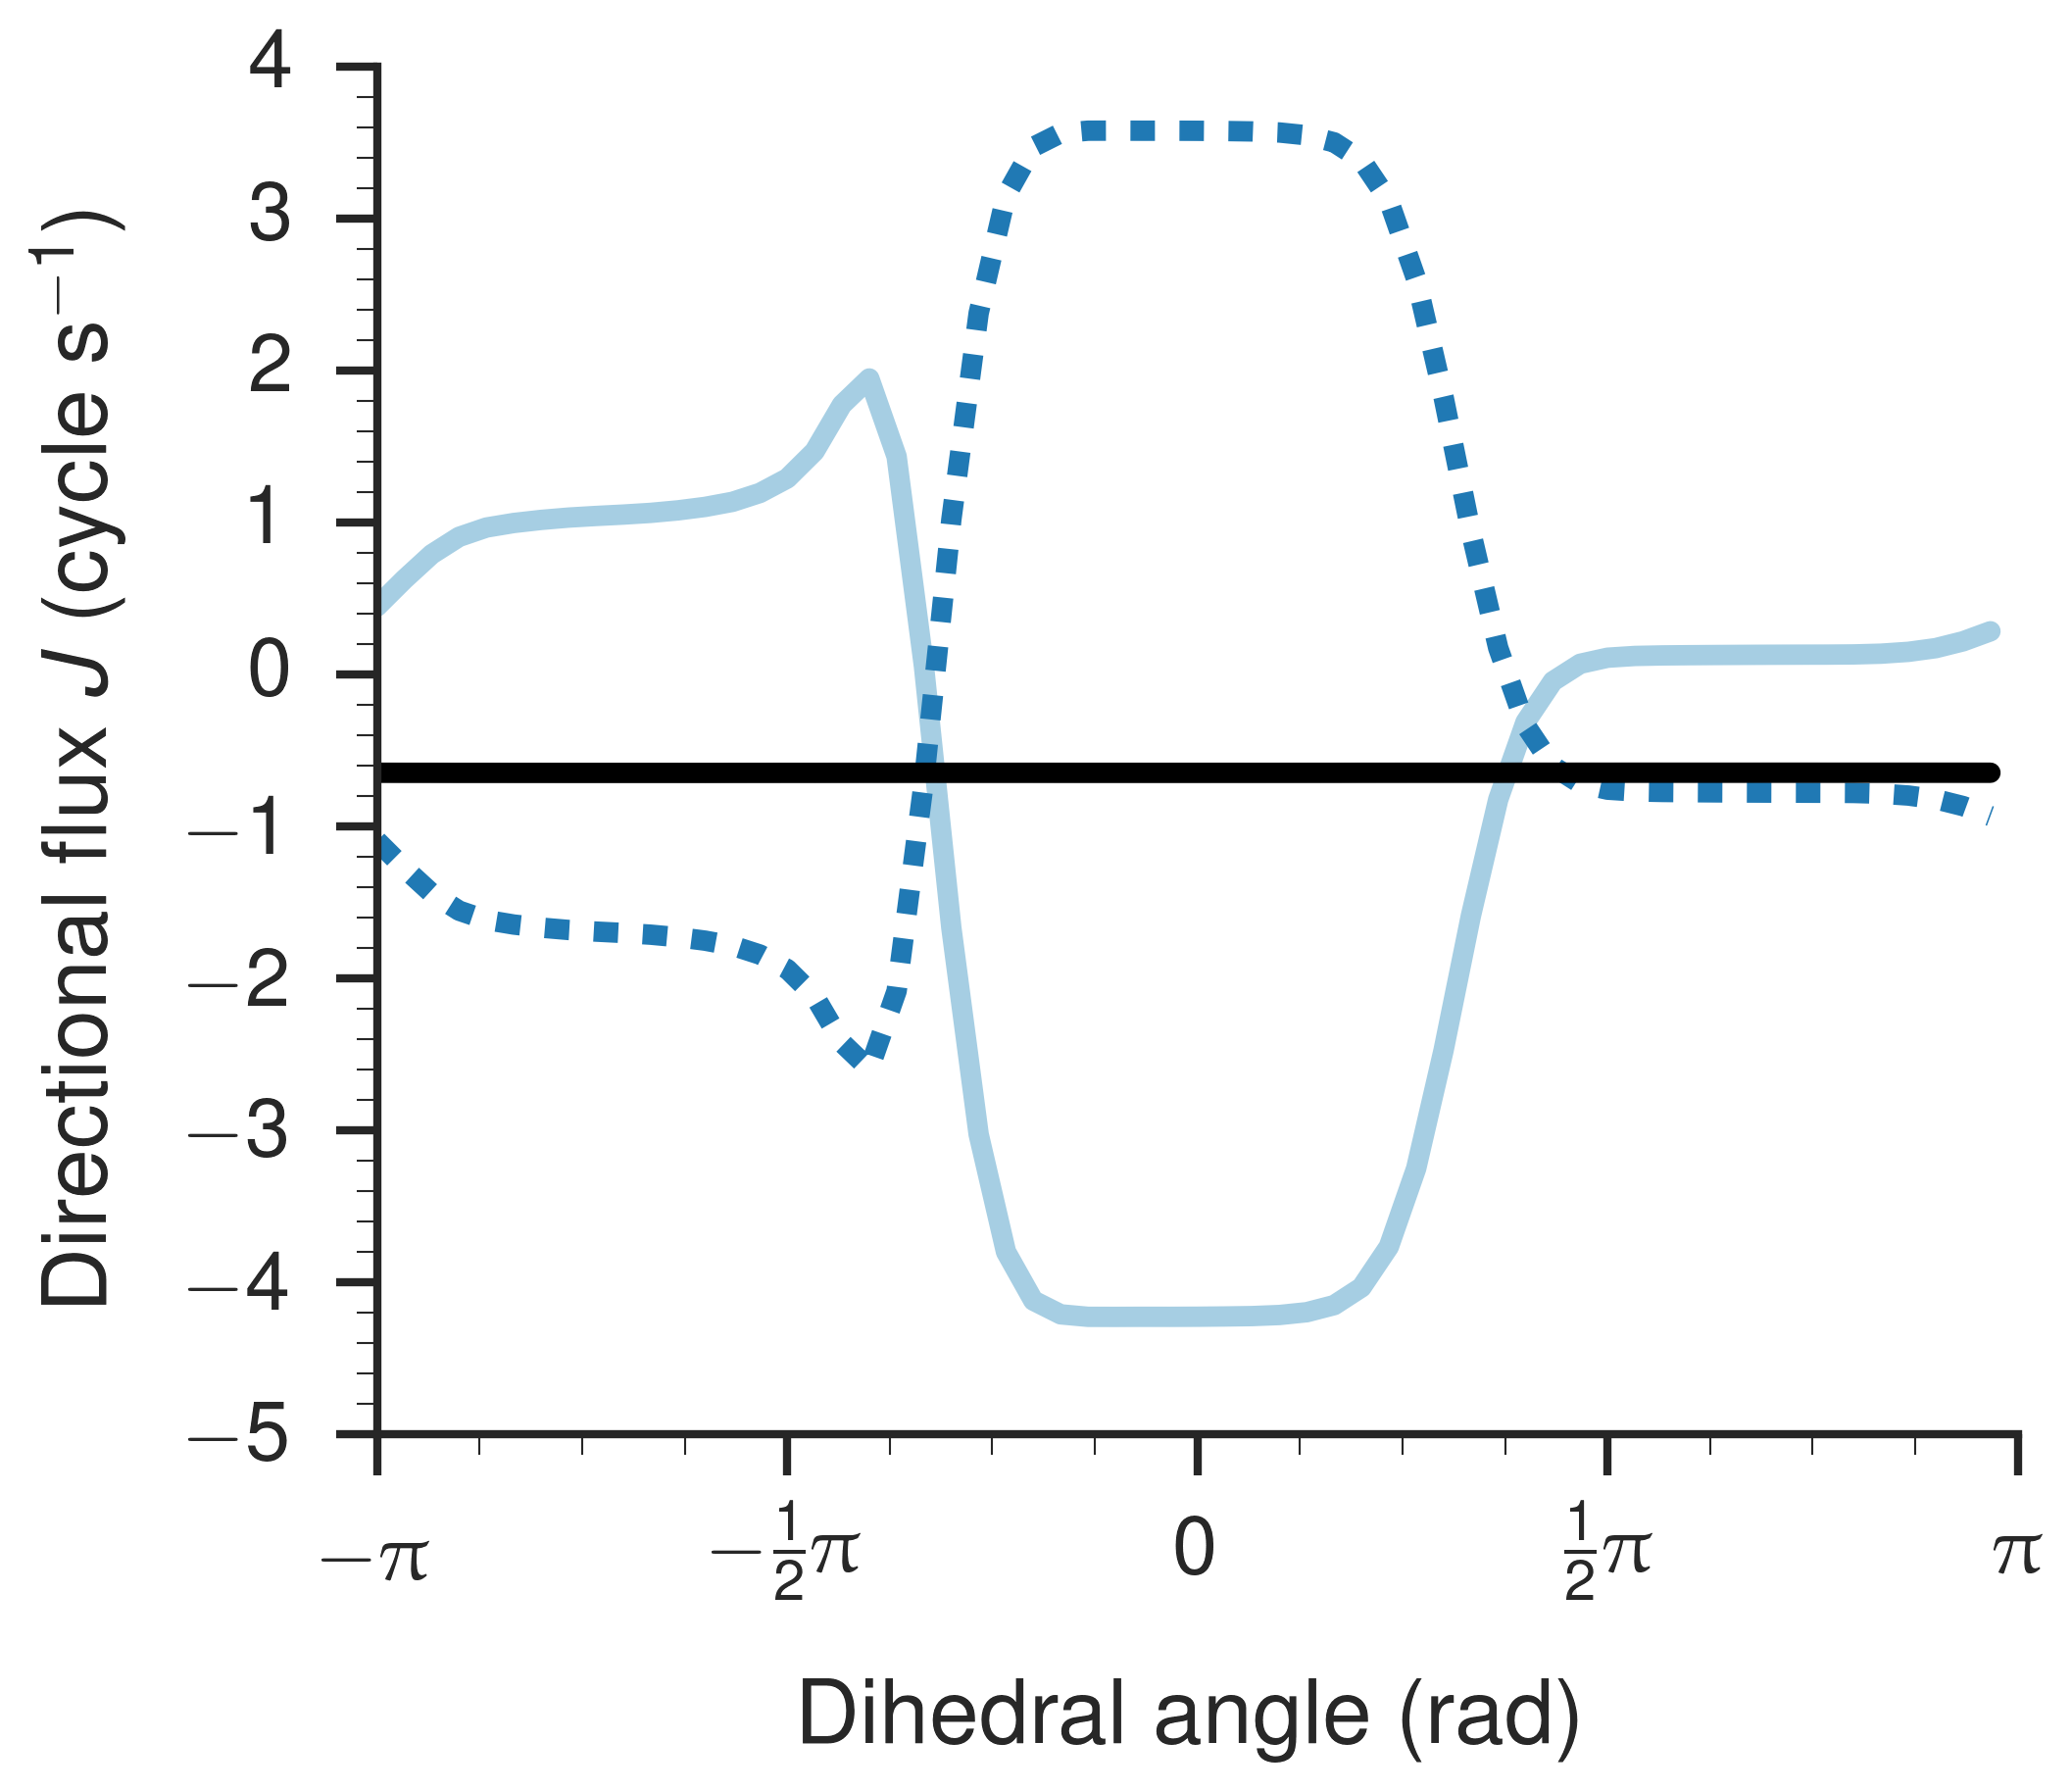 Directional flux J (cycle s⁻¹)
4
3
2
1
0
−1
−2
−3
−4
−5
−π
−½π
0
½π
π
Dihedral angle (rad)